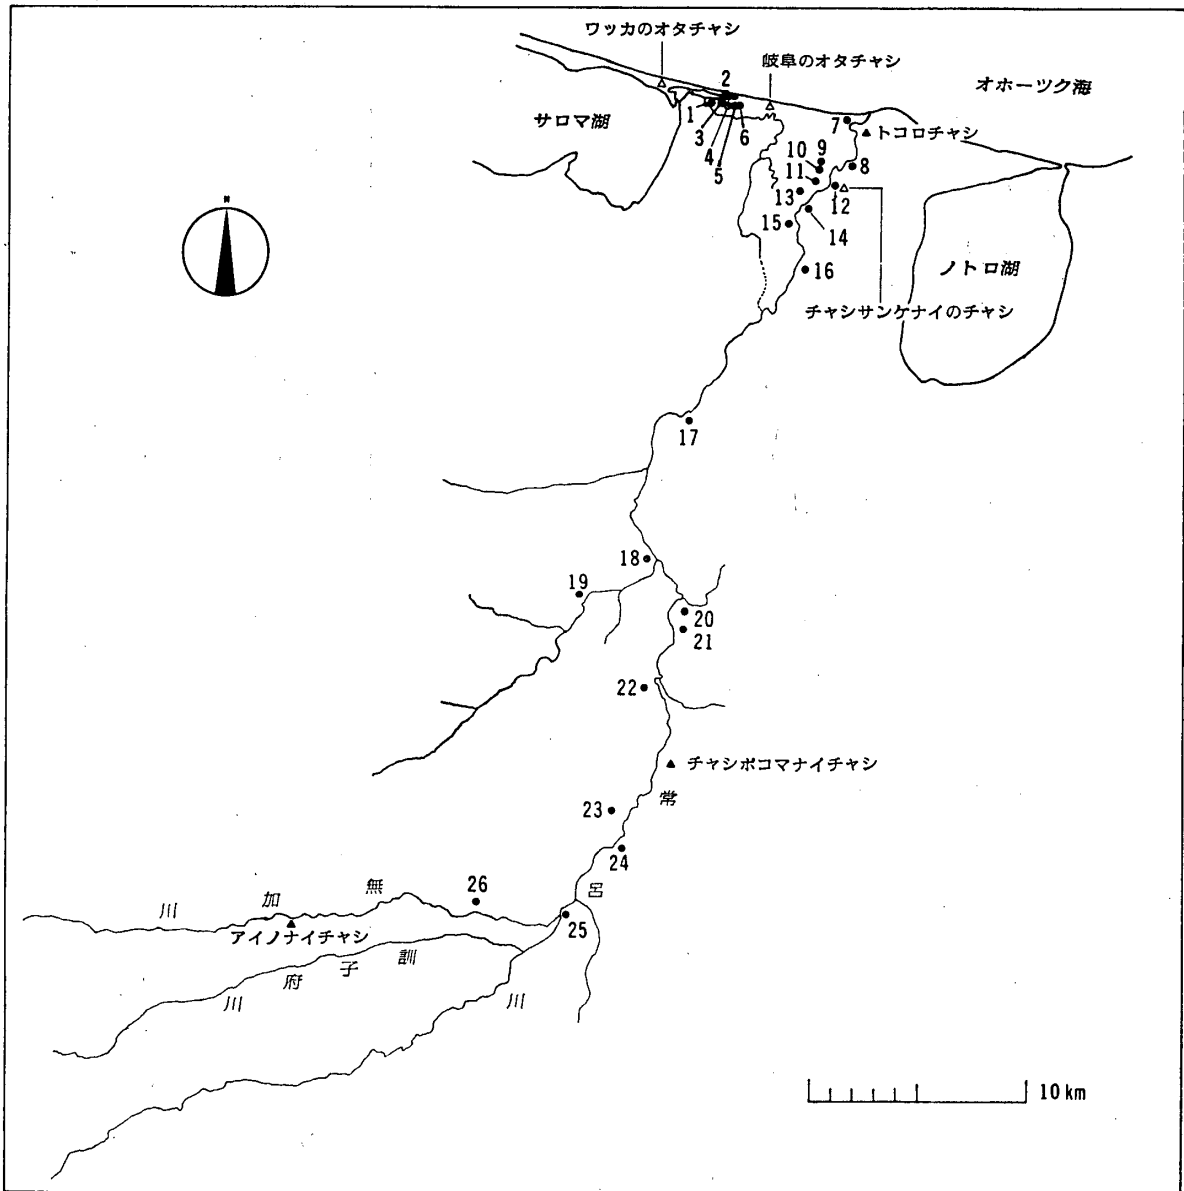 ワッカのオタチャシ
岐阜のオタチャシ
オホーツク海
サロマ湖
トコロチャシ
ノトロ湖
チャシサンケナイのチャシ
N
1
2
3
4
5
6
7
8
9
10
11
12
13
14
15
16
17
18
19
20
21
22
チャシポコマナイチャシ
23
24
25
26
常呂川
無加川
アイノナイチャシ
訓子府川
10 km